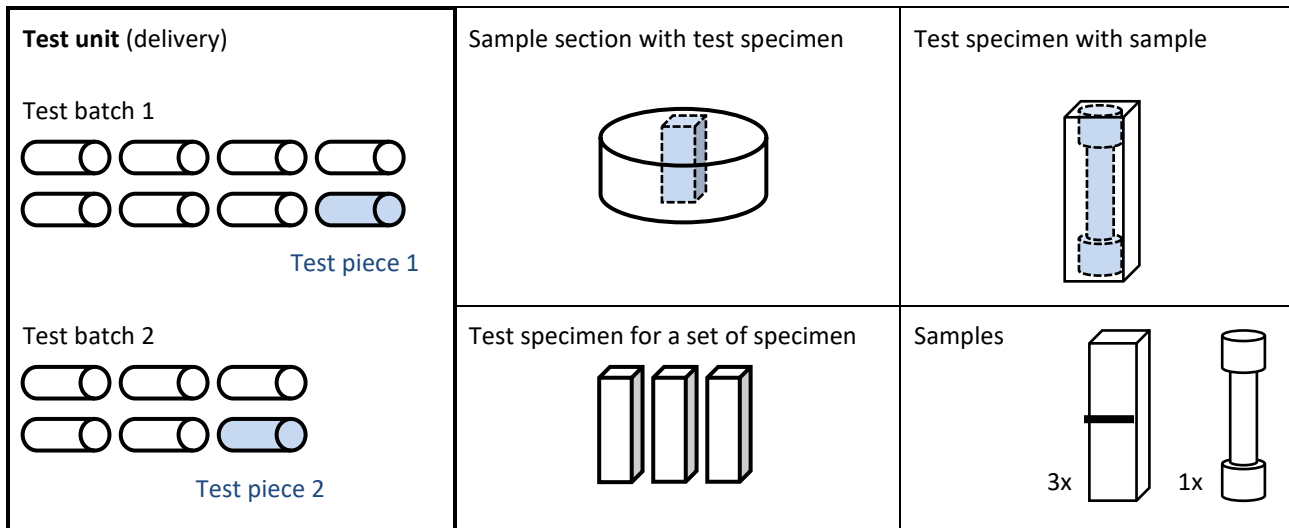 Test unit (delivery)
Test batch 1
Test piece 1
Test batch 2
Test piece 2
Sample section with test specimen
Test specimen with sample
Test specimen for a set of specimen
Samples
3x
1x